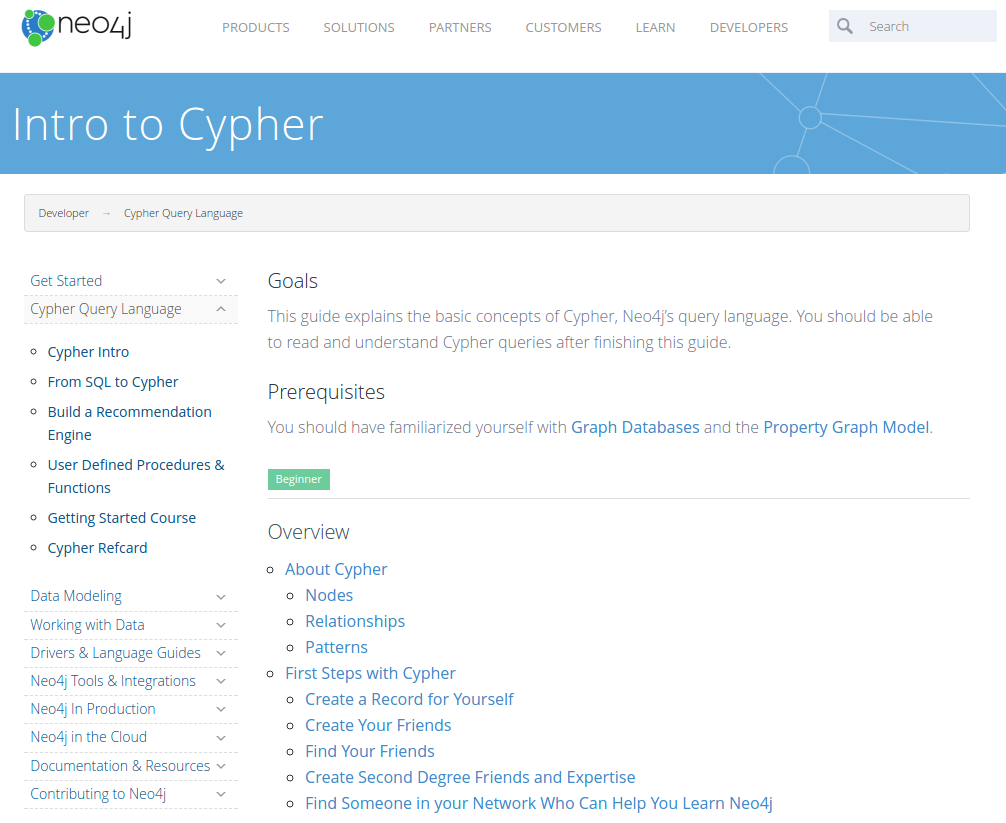 neo4j
PRODUCTS SOLUTIONS PARTNERS CUSTOMERS LEARN DEVELOPERS Search
Intro to Cypher
Developer → Cypher Query Language
Get Started
Cypher Query Language
Cypher Intro
From SQL to Cypher
Build a Recommendation
Engine
User Defined Procedures &
Functions
Getting Started Course
Cypher Refcard
Data Modeling
Working with Data
Drivers & Language Guides
Neo4j Tools & Integrations
Neo4j In Production
Neo4j in the Cloud
Documentation & Resources
Contributing to Neo4j
Goals
This guide explains the basic concepts of Cypher, Neo4j's query language. You should be able
to read and understand Cypher queries after finishing this guide.
Prerequisites
You should have familiarized yourself with Graph Databases and the Property Graph Model.
Beginner
Overview
About Cypher
Nodes
Relationships
Patterns
First Steps with Cypher
Create a Record for Yourself
Create Your Friends
Find Your Friends
Create Second Degree Friends and Expertise
Find Someone in your Network Who Can Help You Learn Neo4j